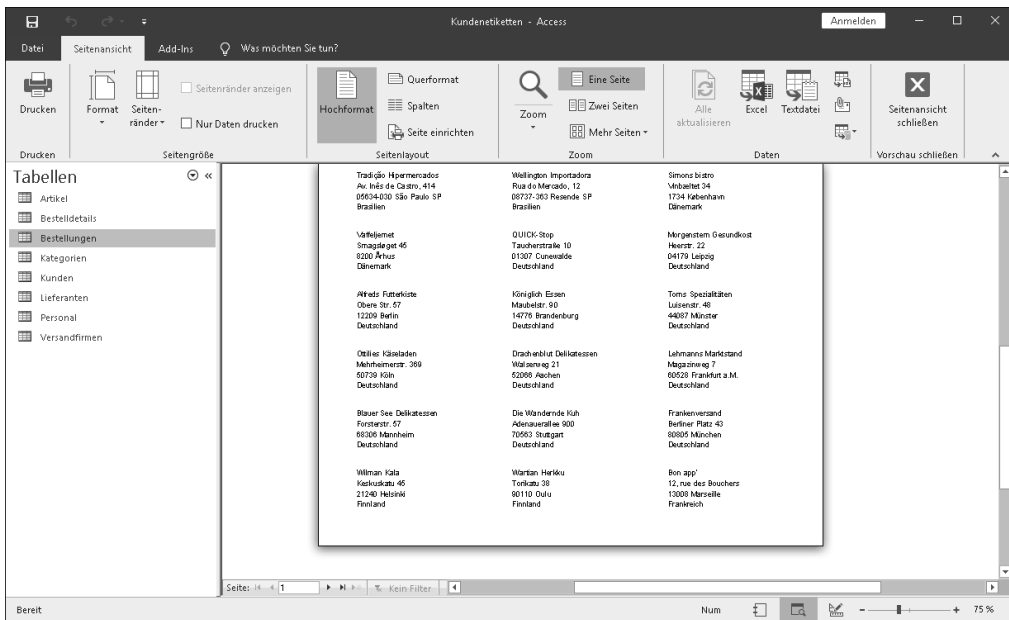 Kundenetiketten - Access
Anmelden
Datei Seitenansicht Add-Ins Was möchten Sie tun?
Drucken
Format
Seiten-
ränder
Seitenränder anzeigen
Nur Daten drucken
Hochformat
Querformat
Spalten
Seite einrichten
Zoom
Eine Seite
Zwei Seiten
Mehr Seiten
Alle
aktualisieren
Excel
Textdatei
Seitenansicht
schließen
Drucken Seitengröße Seitenlayout Zoom Daten Vorschau schließen
Tabellen
Artikel
Bestelldetails
Bestellungen
Kategorien
Kunden
Lieferanten
Personal
Versandfirmen
Tradição Hipermercados
Av. Inês de Castro, 414
05634-030 São Paulo SP
Brasilien
Wellington Importadora
Rua do Mercado, 12
08737-363 Resende SP
Brasilien
Simons bistro
Vinbæltet 34
1734 København
Dänemark
Vaffeljernet
Smagsløget 45
8200 Århus
Dänemark
QUICK-Stop
Taucherstraße 10
01307 Cunewalde
Deutschland
Morgenstern Gesundkost
Heerstr. 22
04179 Leipzig
Deutschland
Alfreds Futterkiste
Obere Str. 57
12209 Berlin
Deutschland
Königlich Essen
Maubelstr. 90
14776 Brandenburg
Deutschland
Toms Spezialitäten
Luisenstr. 48
44087 Münster
Deutschland
Ottilies Käseladen
Mehrheimerstr. 369
50739 Köln
Deutschland
Drachenblut Delikatessen
Walserweg 21
52066 Aachen
Deutschland
Lehmanns Marktstand
Magazinweg 7
60528 Frankfurt a.M.
Deutschland
Blauer See Delikatessen
Forsterstr. 57
68306 Mannheim
Deutschland
Die Wandernde Kuh
Adenauerallee 900
70563 Stuttgart
Deutschland
Frankenversand
Berliner Platz 43
80805 München
Deutschland
Wilman Kala
Keskuskatu 45
21240 Helsinki
Finnland
Wartian Herkku
Torikatu 38
90110 Oulu
Finnland
Bon app'
12, rue des Bouchers
13008 Marseille
Frankreich
Seite: 1 Kein Filter
Bereit Num 75 %